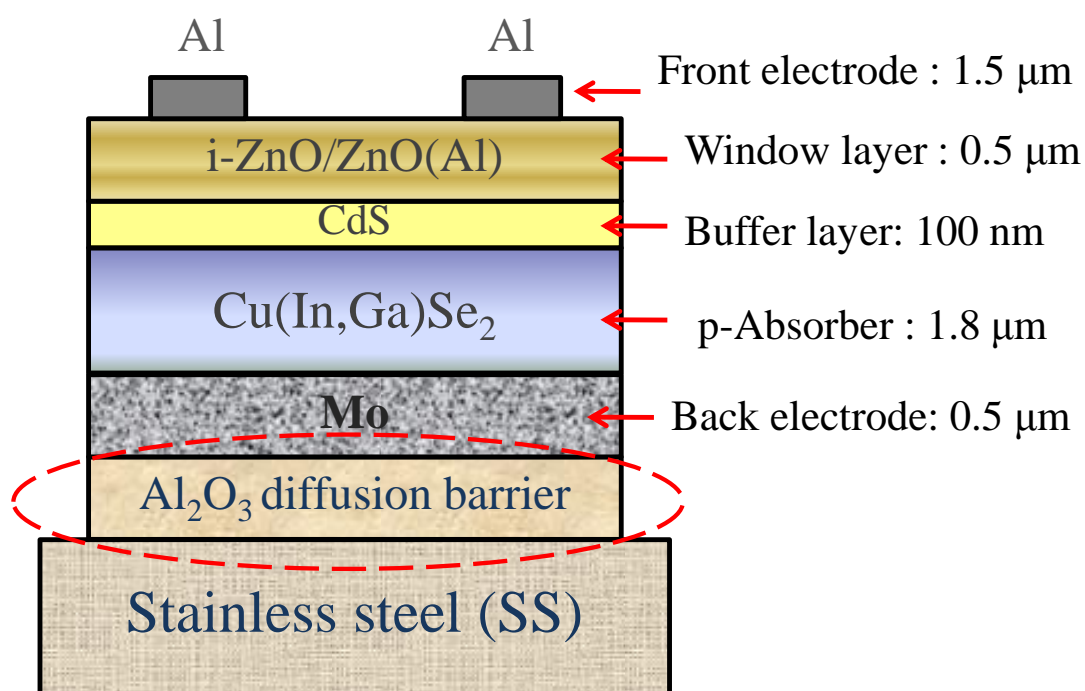 Al Al
Front electrode : 1.5 μm
i-ZnO/ZnO(Al)
Window layer : 0.5 μm
CdS
Buffer layer: 100 nm
Cu(In,Ga)Se₂
p-Absorber : 1.8 μm
Mo
Back electrode: 0.5 μm
Al₂O₃ diffusion barrier
Stainless steel (SS)